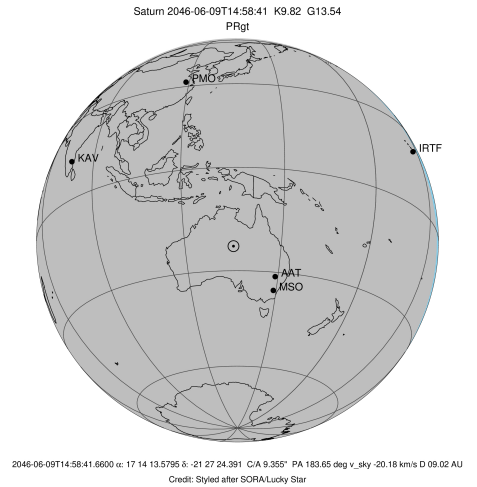 Saturn 2046-06-09T14:58:41 K9.82 G13.54
PRgt
PMO
KAV
IRTF
AAT
MSO
2046-06-09T14:58:41.6600 α: 17 14 13.5795 δ: -21 27 24.391 C/A 9.355" PA 183.65 deg v_sky -20.18 km/s D 09.02 AU
Credit: Styled after SORA/Lucky Star